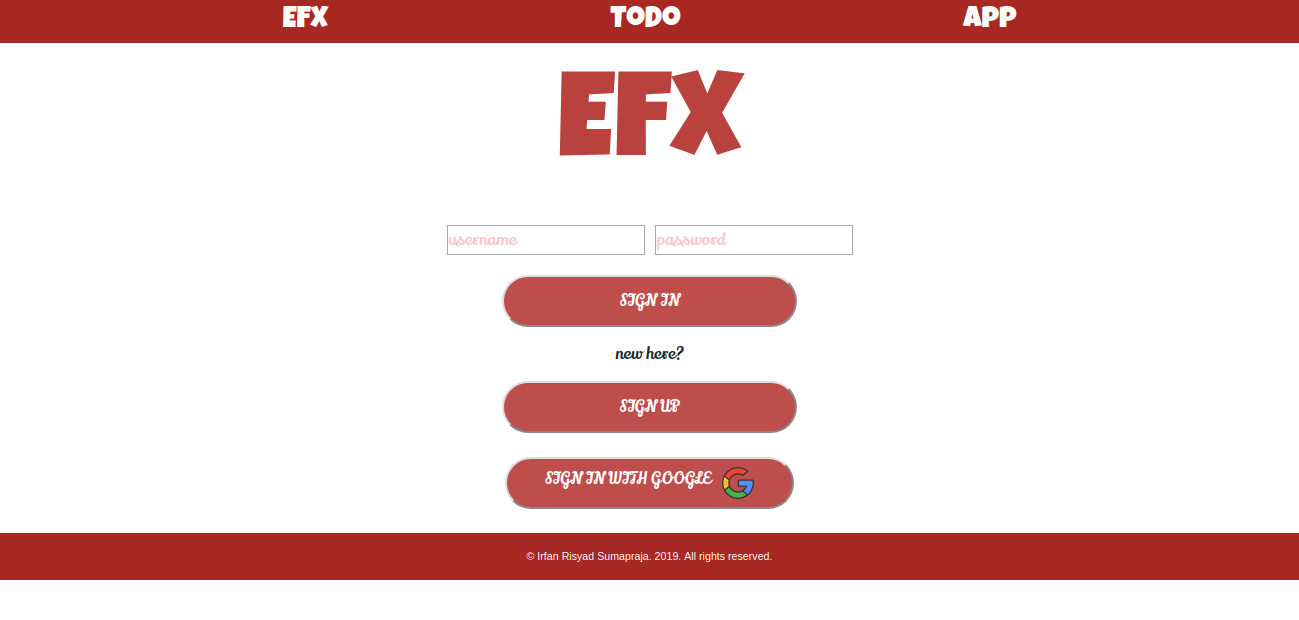 EFX TODO APP
EFX
username password
SIGN IN
new here?
SIGN UP
SIGN IN WITH GOOGLE
© Irfan Risyad Sumapraja. 2019. All rights reserved.